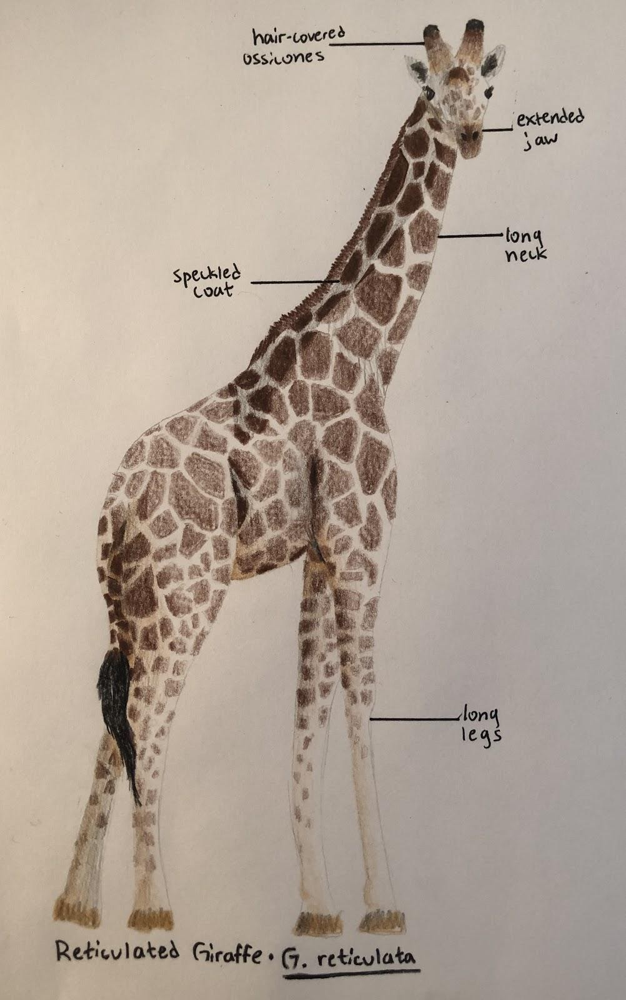 hair-covered
ossicones
extended
jaw
long
neck
speckled
coat
long
legs
Reticulated Giraffe • G. reticulata